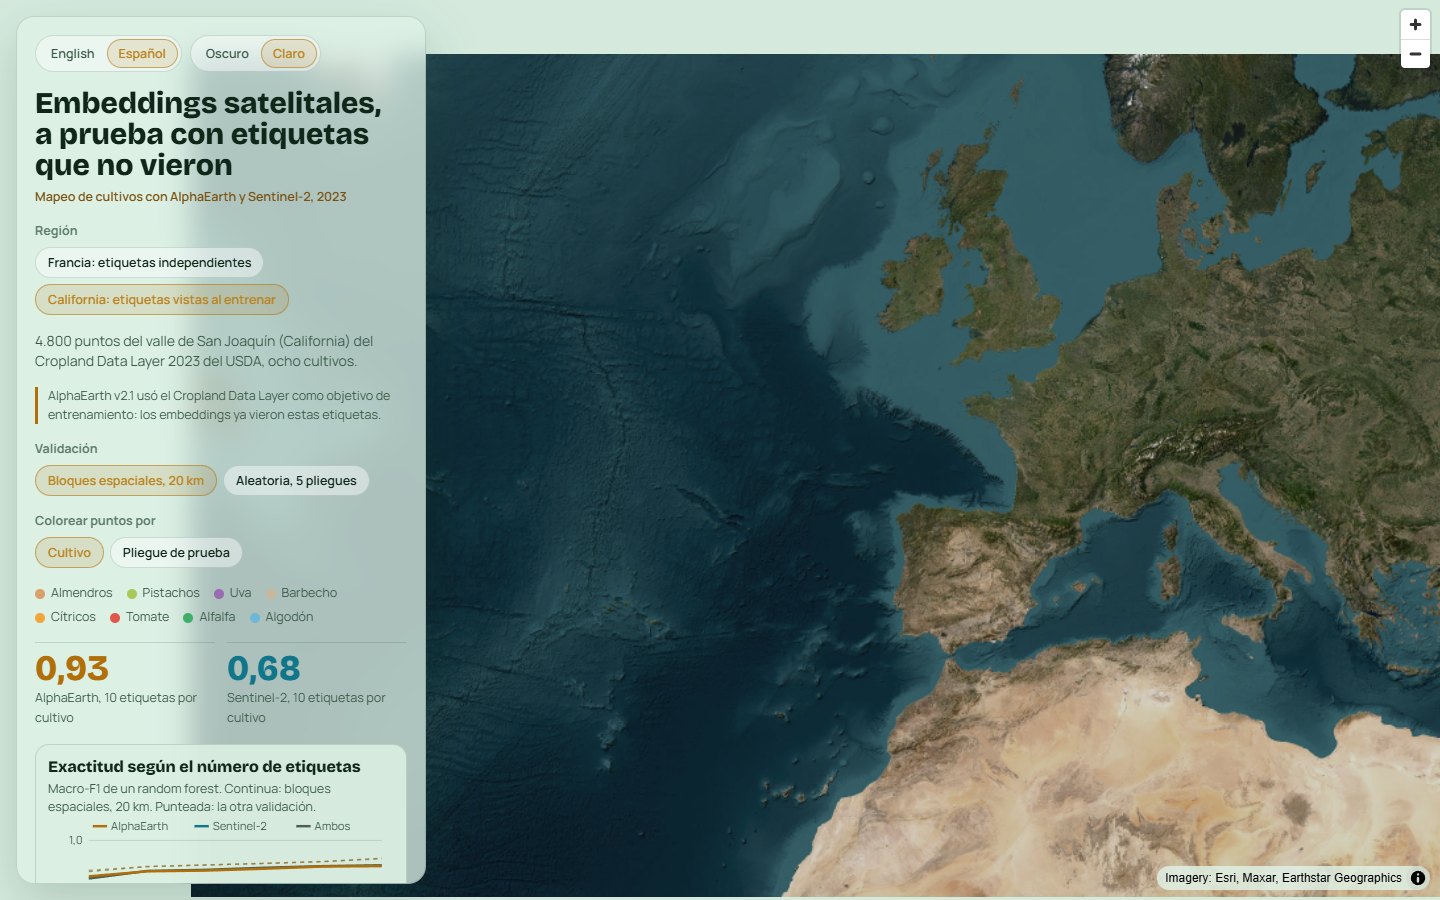 English Español Oscuro Claro
Embeddings satelitales,
a prueba con etiquetas
que no vieron
Mapeo de cultivos con AlphaEarth y Sentinel-2, 2023
Región
Francia: etiquetas independientes
California: etiquetas vistas al entrenar
4.800 puntos del valle de San Joaquín (California) del
Cropland Data Layer 2023 del USDA, ocho cultivos.
AlphaEarth v2.1 usó el Cropland Data Layer como objetivo de
entrenamiento: los embeddings ya vieron estas etiquetas.
Validación
Bloques espaciales, 20 km Aleatoria, 5 pliegues
Colorear puntos por
Cultivo Pliegue de prueba
Almendros Pistachos Uva Barbecho
Cítricos Tomate Alfalfa Algodón
0,93 0,68
AlphaEarth, 10 etiquetas por
cultivo
Sentinel-2, 10 etiquetas por
cultivo
Exactitud según el número de etiquetas
Macro-F1 de un random forest. Continua: bloques
espaciales, 20 km. Punteada: la otra validación.
AlphaEarth Sentinel-2 Ambos
1,0
+
−
Imagery: Esri, Maxar, Earthstar Geographics